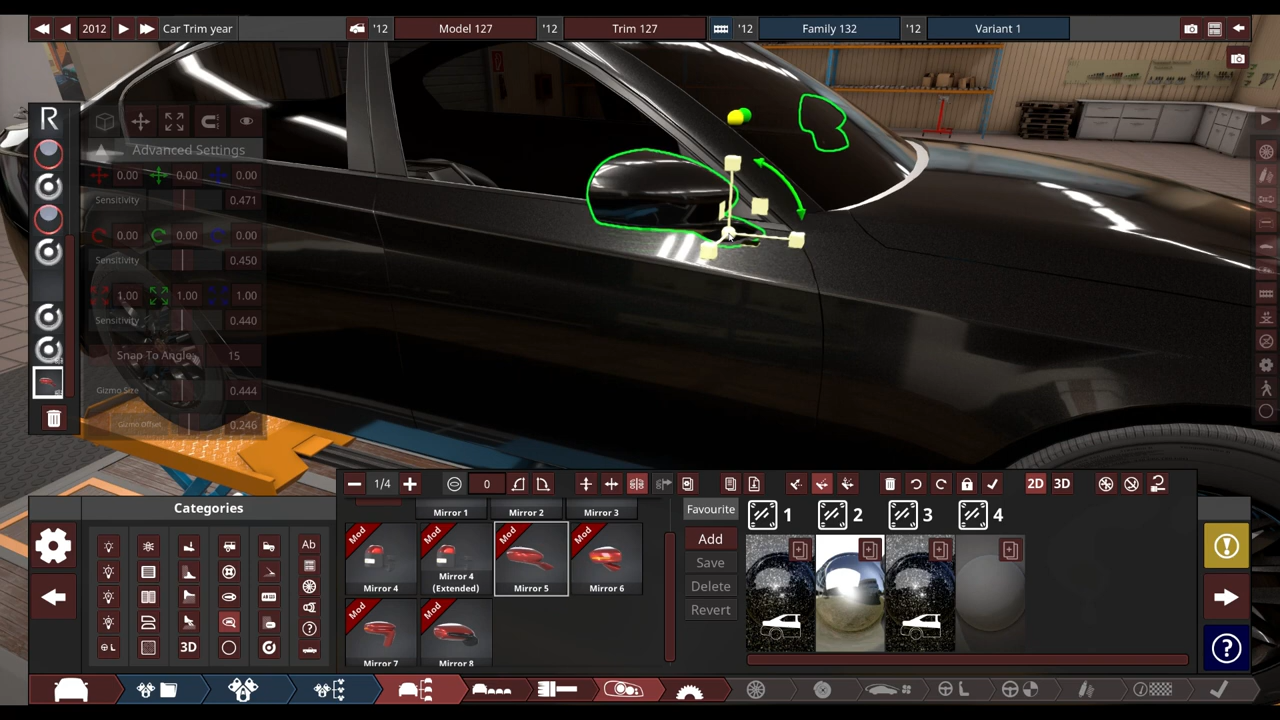 2012
Car Trim year
'12
Model 127
'12
Trim 127
'12
Family 132
'12
Variant 1
R
Advanced Settings
0.00 0.00 0.00
Sensitivity 0.471
0.00 0.00 0.00
Sensitivity 0.450
1.00 1.00 1.00
Sensitivity 0.440
Snap To Angle: 15
Gizmo Size 0.444
Gizmo Offset 0.246
1/4
0
2D
3D
Categories
Ab
L
3D
Mirror 1
Mirror 2
Mirror 3
Mod
Mirror 4
Mod
Mirror 4
(Extended)
Mod
Mirror 5
Mod
Mirror 6
Mod
Mirror 7
Mod
Mirror 8
Favourite
Add
Save
Delete
Revert
1
2
3
4
?